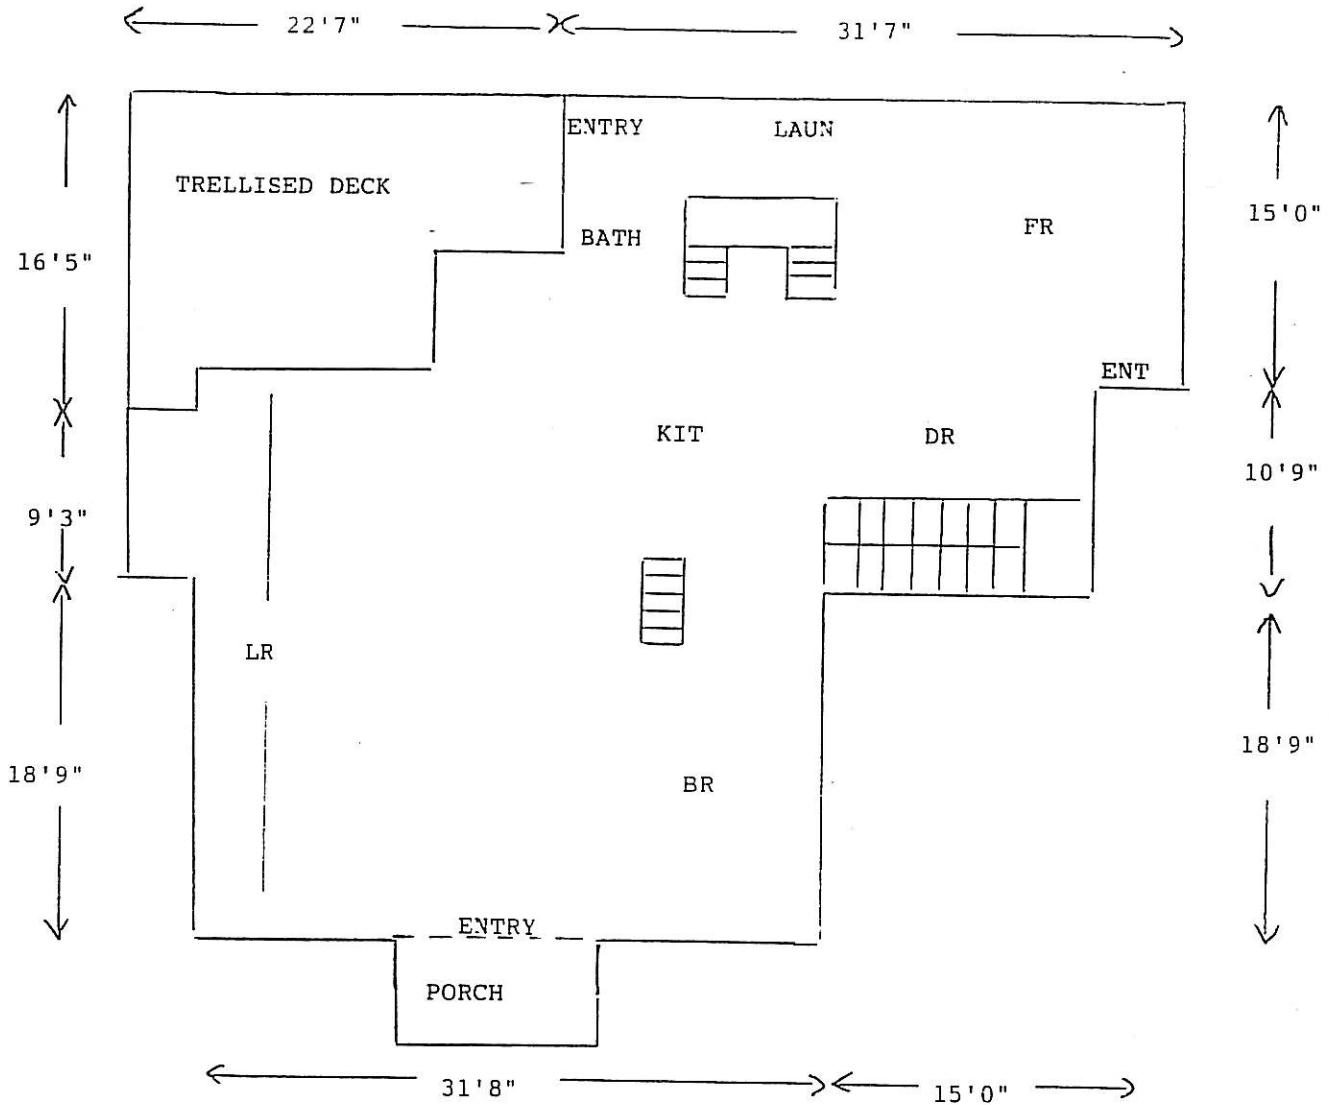 22'7" 31'7"
ENTRY LAUN
TRELLISED DECK
15'0"
FR
BATH
16'5"
ENT
KIT DR
10'9"
9'3"
LR
18'9"
18'9"
BR
ENTRY
PORCH
31'8" 15'0"